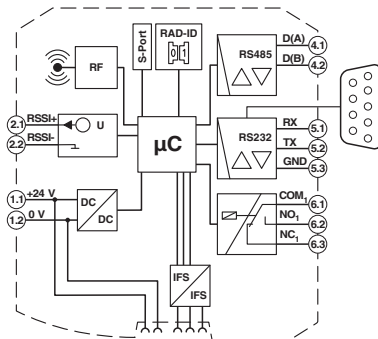 S-Port
RAD-ID
0 1
RF
RS485
D(A) 4.1
D(B) 4.2
2.1 RSSI+
2.2 RSSI-
U
µC
RS232
RX 5.1
TX 5.2
GND 5.3
1.1 +24 V
1.2 0 V
DC
DC
COM1 6.1
NO1 6.2
NC1 6.3
IFS
IFS